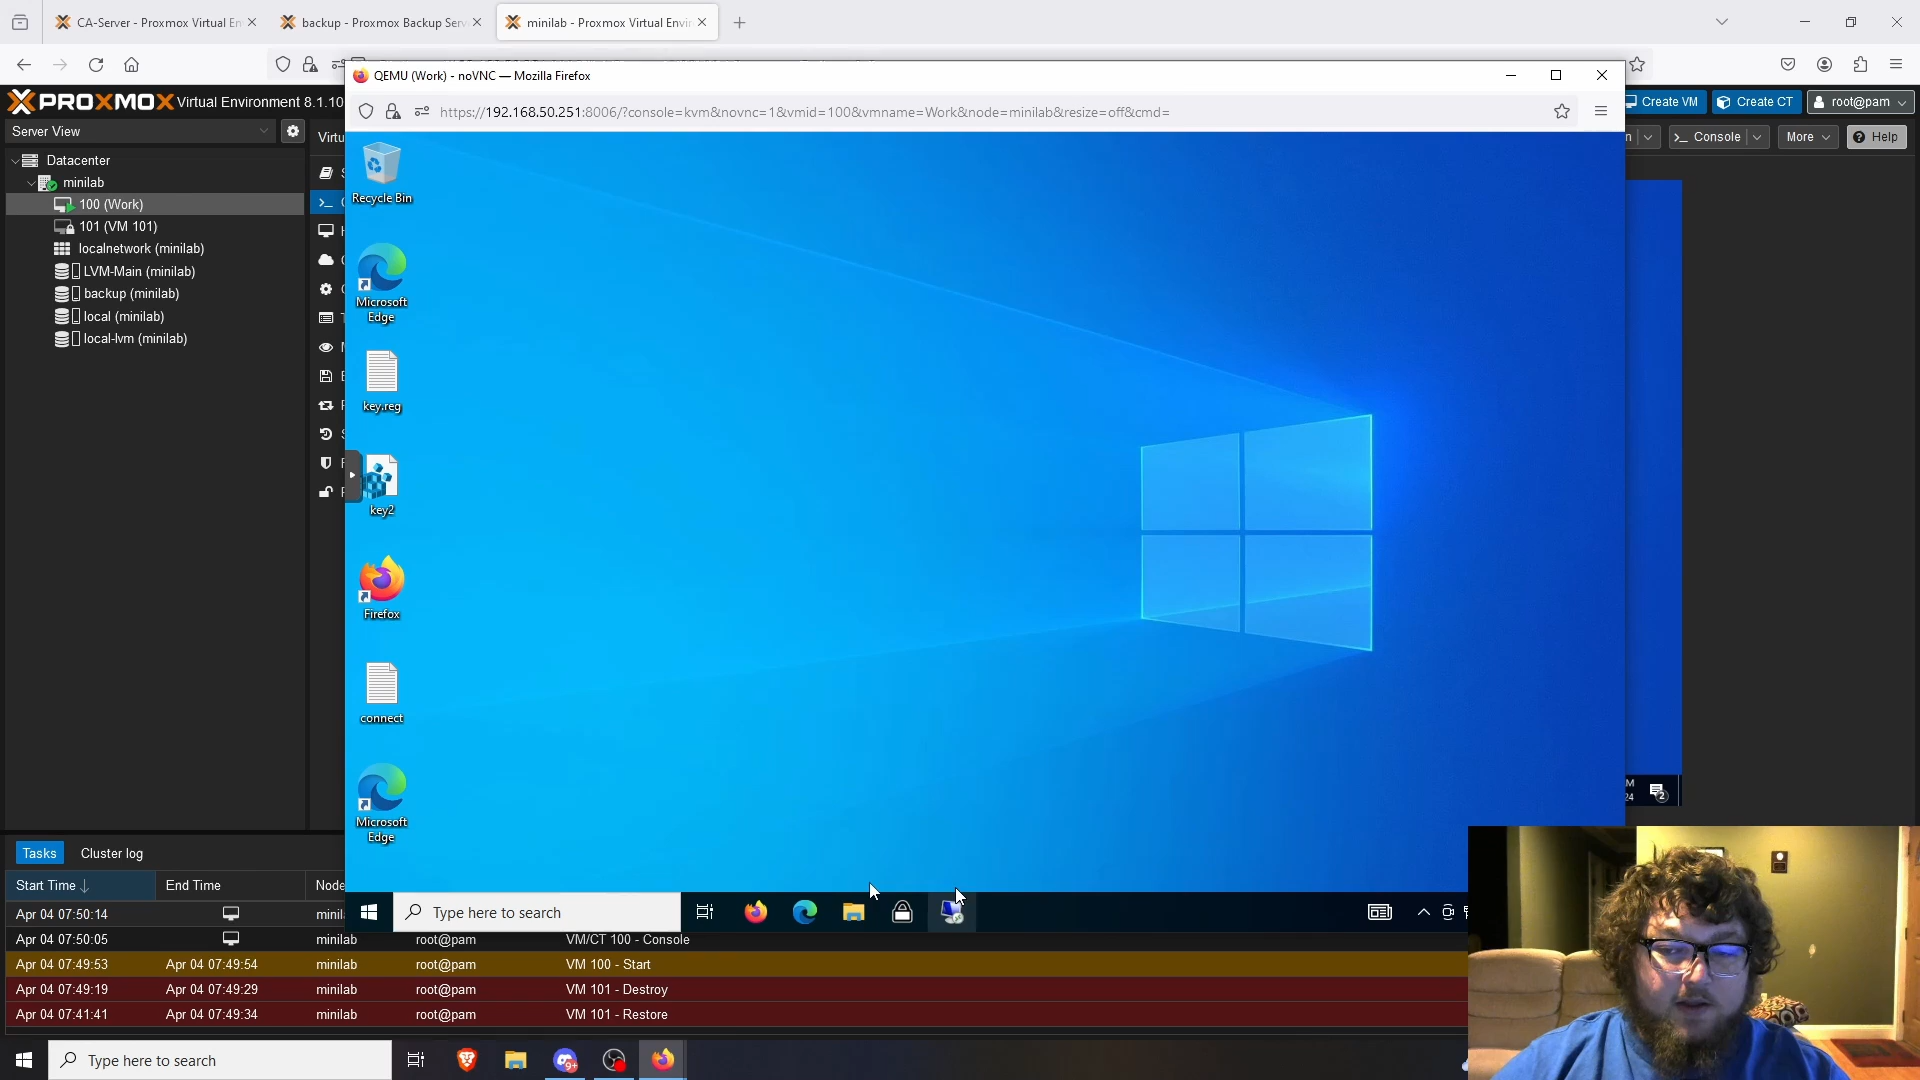 CA-Server - Proxmox Virtual En
backup - Proxmox Backup Serv
minilab - Proxmox Virtual Envir
QEMU (Work) - noVNC — Mozilla Firefox
https://192.168.50.251:8006/?console=kvm&novnc=1&vmid=100&vmname=Work&node=minilab&resize=off&cmd=
PROXMOX Virtual Environment 8.1.10
Create VM
Create CT
root@pam
Server View
Virtu
Console
More
Help
Datacenter
minilab
100 (Work)
101 (VM 101)
localnetwork (minilab)
LVM-Main (minilab)
backup (minilab)
local (minilab)
local-lvm (minilab)
Recycle Bin
Microsoft
Edge
key.reg
key2
Firefox
connect
Microsoft
Edge
M
24
2
Type here to search
Tasks
Cluster log
Start Time
End Time
Node
Apr 04 07:50:14
minil
Apr 04 07:50:05
minilab
root@pam
VM/CT 100 - Console
Apr 04 07:49:53
Apr 04 07:49:54
minilab
root@pam
VM 100 - Start
Apr 04 07:49:19
Apr 04 07:49:29
minilab
root@pam
VM 101 - Destroy
Apr 04 07:41:41
Apr 04 07:49:34
minilab
root@pam
VM 101 - Restore
Type here to search
9+